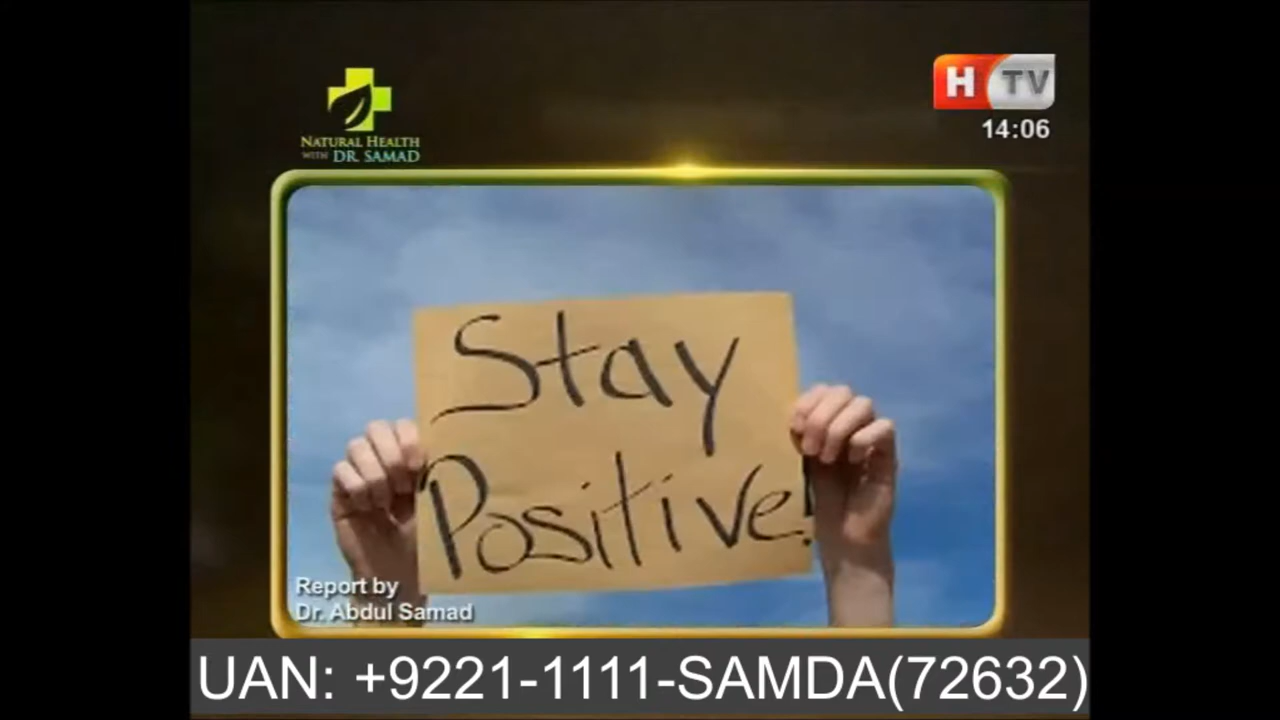 H TV
14:06
NATURAL HEALTH
WITH DR. SAMAD
Stay
Positive!
Report by
Dr. Abdul Samad
UAN: +9221-1111-SAMDA(72632)